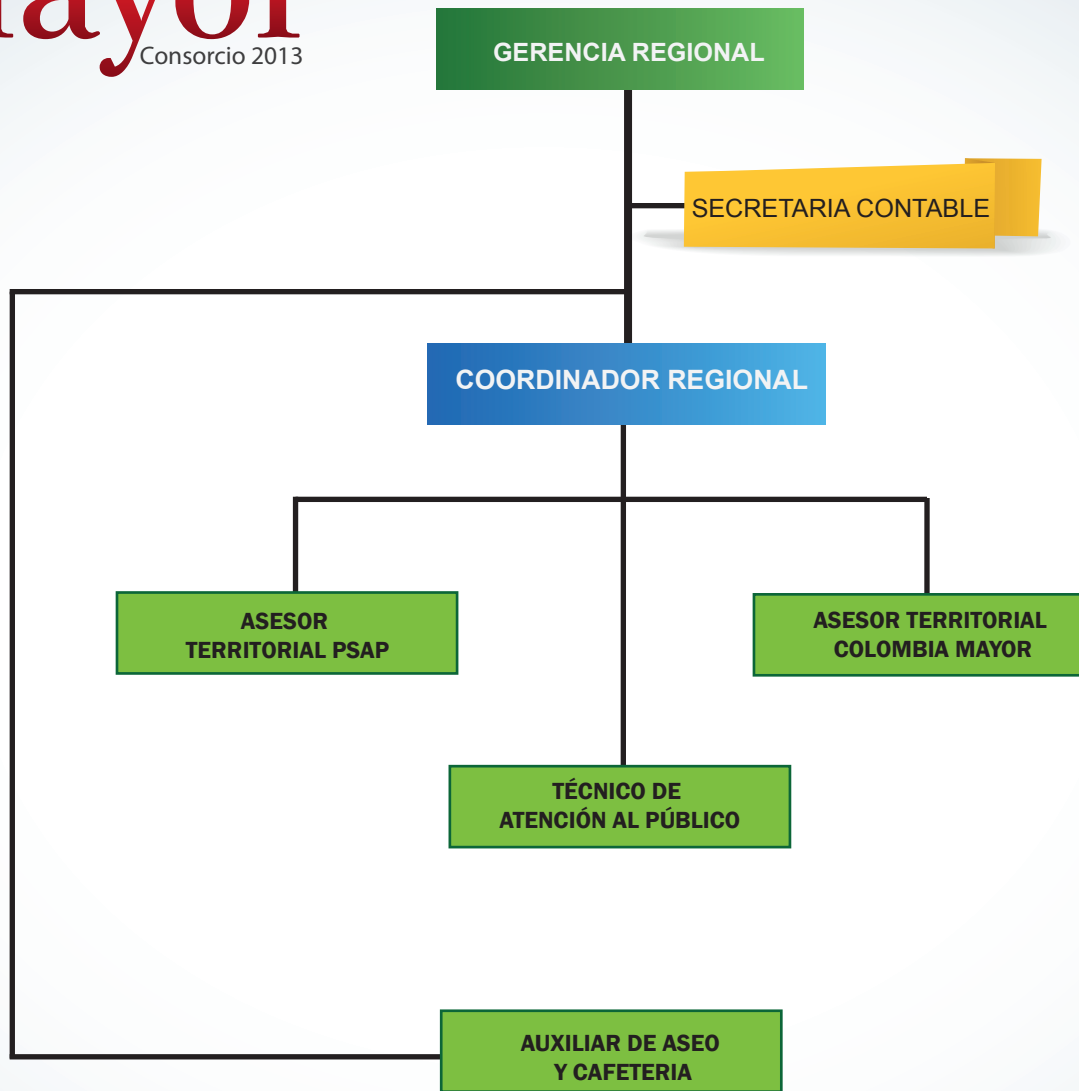 Consorcio 2013
GERENCIA REGIONAL
SECRETARIA CONTABLE
COORDINADOR REGIONAL
ASESOR
TERRITORIAL PSAP
ASESOR TERRITORIAL
COLOMBIA MAYOR
TÉCNICO DE
ATENCIÓN AL PÚBLICO
AUXILIAR DE ASEO
Y CAFETERIA